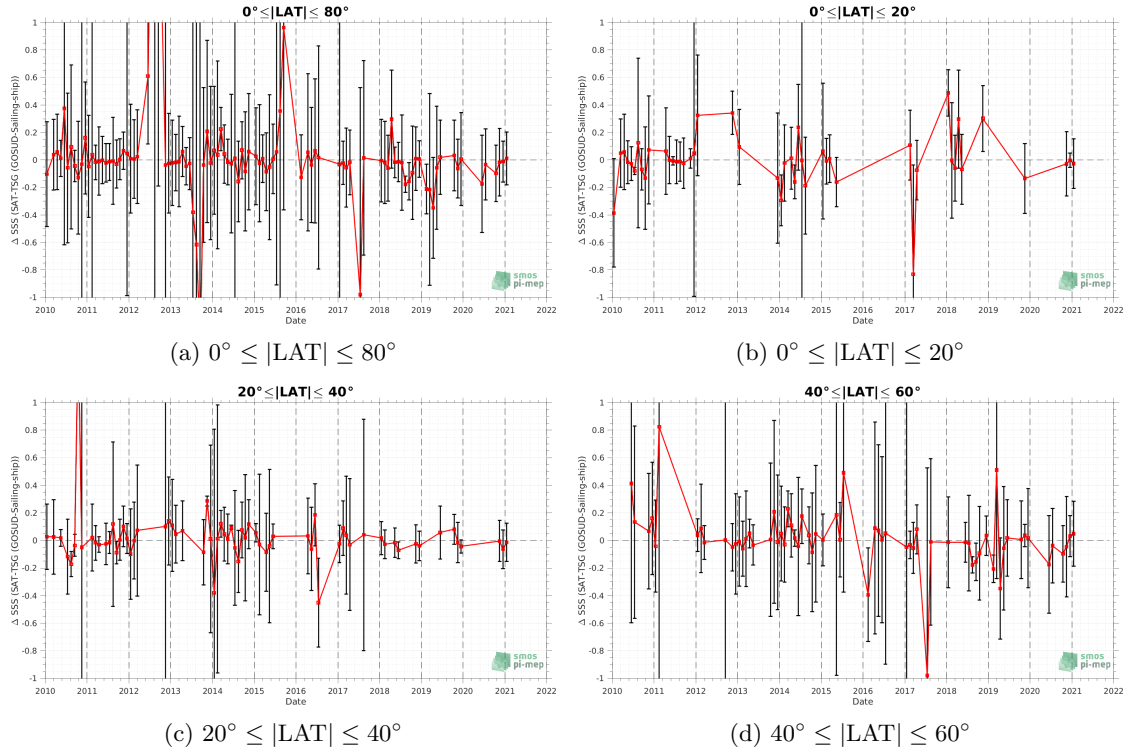 0°≤|LAT|≤ 80°
Δ SSS (SAT-TSG (GOSUD-Sailing-ship))
1
0.8
0.6
0.4
0.2
0
-0.2
-0.4
-0.6
-0.8
-1
2010 2011 2012 2013 2014 2015 2016 2017 2018 2019 2020 2021 2022
Date
smos
pi-mep
(a) 0° ≤ |LAT| ≤ 80°
0°≤|LAT|≤ 20°
Δ SSS (SAT-TSG (GOSUD-Sailing-ship))
1
0.8
0.6
0.4
0.2
0
-0.2
-0.4
-0.6
-0.8
-1
2010 2011 2012 2013 2014 2015 2016 2017 2018 2019 2020 2021 2022
Date
smos
pi-mep
(b) 0° ≤ |LAT| ≤ 20°
20°≤|LAT|≤ 40°
Δ SSS (SAT-TSG (GOSUD-Sailing-ship))
1
0.8
0.6
0.4
0.2
0
-0.2
-0.4
-0.6
-0.8
-1
2010 2011 2012 2013 2014 2015 2016 2017 2018 2019 2020 2021 2022
Date
smos
pi-mep
(c) 20° ≤ |LAT| ≤ 40°
40°≤|LAT|≤ 60°
Δ SSS (SAT-TSG (GOSUD-Sailing-ship))
1
0.8
0.6
0.4
0.2
0
-0.2
-0.4
-0.6
-0.8
-1
2010 2011 2012 2013 2014 2015 2016 2017 2018 2019 2020 2021 2022
Date
smos
pi-mep
(d) 40° ≤ |LAT| ≤ 60°